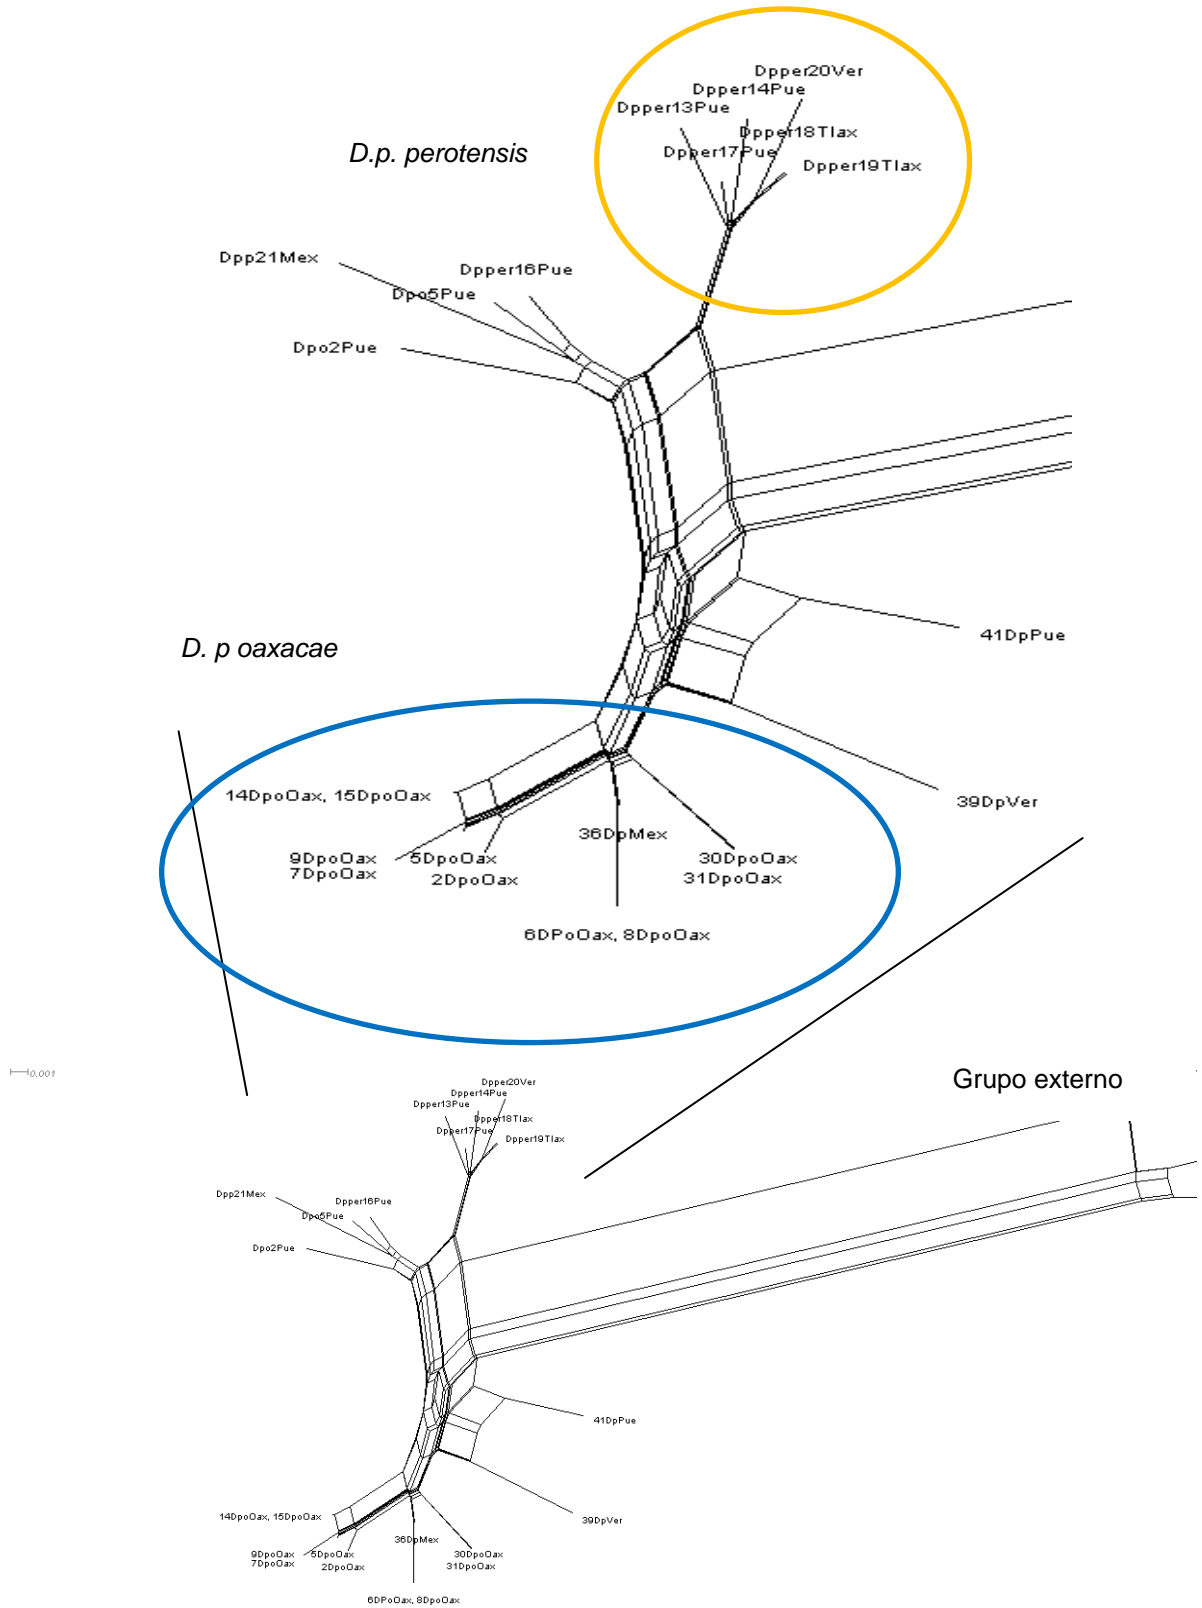 Dpper20Ver
Dpper14Pue
Dpper13Pue
Dpper18Tlax
D.p. perotensis
Dpper17Pue
Dpper19Tlax
Dpp21Mex
Dpper16Pue
Dpo5Pue
Dpo2Pue
41DpPue
D. p oaxacae
14DpoOax, 15DpoOax
39DpVer
36DpMex
9DpoOax 5DpoOax 30DpoOax
7DpoOax 2DpoOax 31DpoOax
6DPoOax, 8DpoOax
0.001
Grupo externo
Dpper20Ver
Dpper14Pue
Dpper13Pue
Dpper18Tlax
Dpper17Pue
Dpper19Tlax
Dpp21Mex
Dpper16Pue
Dpo5Pue
Dpo2Pue
41DpPue
14DpoOax, 15DpoOax
39DpVer
36DpMex
9DpoOax 5DpoOax 30DpoOax
7DpoOax 2DpoOax 31DpoOax
6DPoOax, 8DpoOax